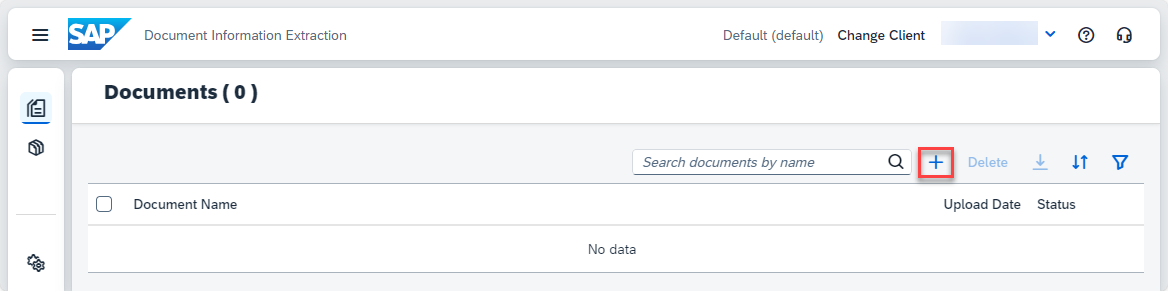 SAP Document Information Extraction Default (default) Change Client
Documents ( 0 )
Search documents by name Delete
Document Name Upload Date Status
No data